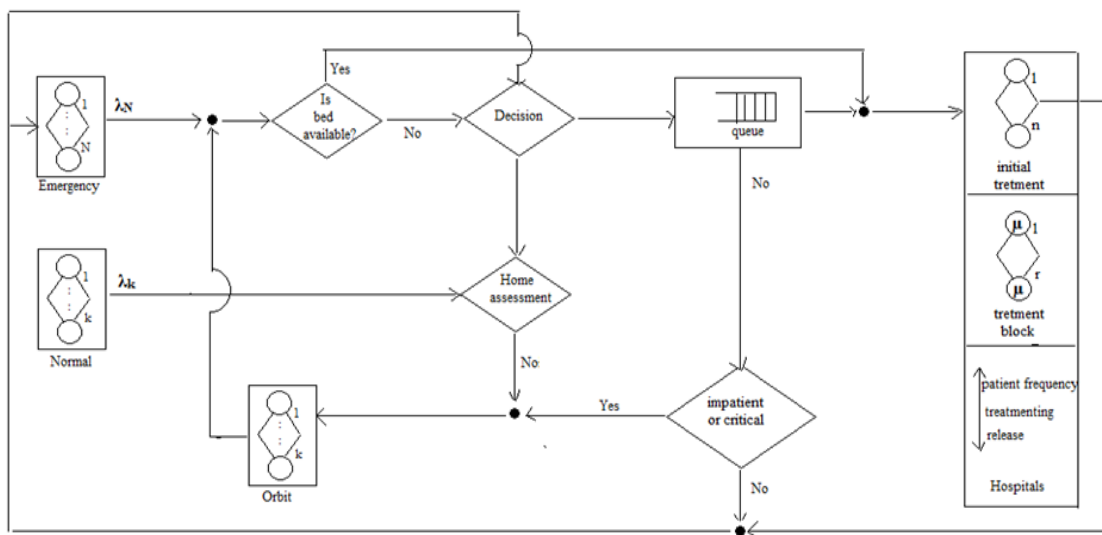 Yes
λN
1
N
Emergency
Is
bed
available?
No
Decision
queue
1
n
initial
tretment
No
μ 1
r
μ
tretment
block
λk
1
k
Normal
Home
assessment
No:
1
k
Orbit
Yes
impatient
or critical
No
patient frequency
treatmenting
release
Hospitals